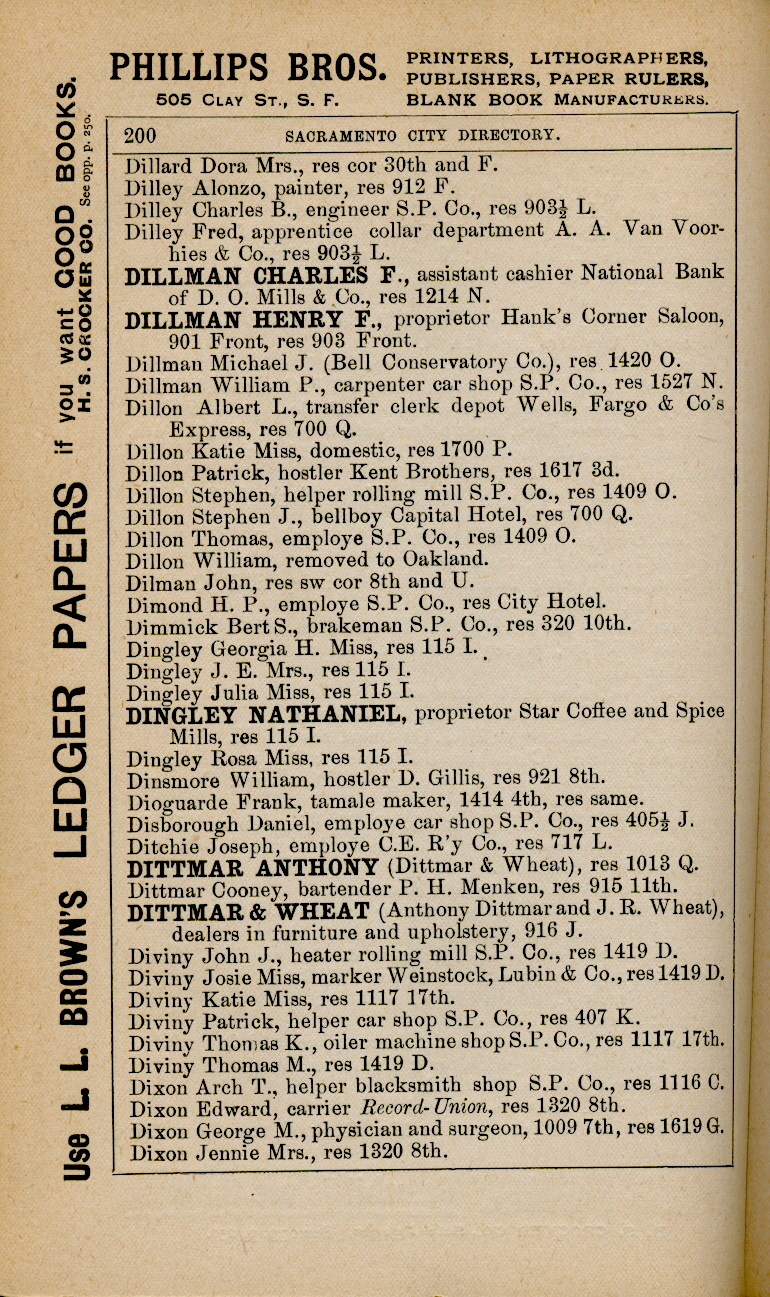 PHILLIPS BROS.
505 CLAY ST., S. F.
PRINTERS, LITHOGRAPHERS,
PUBLISHERS, PAPER RULERS,
BLANK BOOK MANUFACTURERS.
Use L. L. BROWN'S LEDGER PAPERS if you want GOOD BOOKS.
H. S. CROCKER CO. See opp. p. 250.
200 SACRAMENTO CITY DIRECTORY.
Dillard Dora Mrs., res cor 30th and F.
Dilley Alonzo, painter, res 912 F.
Dilley Charles B., engineer S.P. Co., res 903½ L.
Dilley Fred, apprentice collar department A. A. Van Voor-
hies & Co., res 903½ L.
DILLMAN CHARLES F., assistant cashier National Bank
of D. O. Mills & Co., res 1214 N.
DILLMAN HENRY F., proprietor Hank's Corner Saloon,
901 Front, res 903 Front.
Dillman Michael J. (Bell Conservatory Co.), res 1420 O.
Dillman William P., carpenter car shop S.P. Co., res 1527 N.
Dillon Albert L., transfer clerk depot Wells, Fargo & Co's
Express, res 700 Q.
Dillon Katie Miss, domestic, res 1700 P.
Dillon Patrick, hostler Kent Brothers, res 1617 3d.
Dillon Stephen, helper rolling mill S.P. Co., res 1409 O.
Dillon Stephen J., bellboy Capital Hotel, res 700 Q.
Dillon Thomas, employe S.P. Co., res 1409 O.
Dillon William, removed to Oakland.
Dilman John, res sw cor 8th and U.
Dimond H. P., employe S.P. Co., res City Hotel.
Dimmick Bert S., brakeman S.P. Co., res 320 10th.
Dingley Georgia H. Miss, res 115 I.
Dingley J. E. Mrs., res 115 I.
Dingley Julia Miss, res 115 I.
DINGLEY NATHANIEL, proprietor Star Coffee and Spice
Mills, res 115 I.
Dingley Rosa Miss, res 115 I.
Dinsmore William, hostler D. Gillis, res 921 8th.
Dioguarde Frank, tamale maker, 1414 4th, res same.
Disborough Daniel, employe car shop S.P. Co., res 405½ J.
Ditchie Joseph, employe C.E. R'y Co., res 717 L.
DITTMAR ANTHONY (Dittmar & Wheat), res 1013 Q.
Dittmar Cooney, bartender P. H. Menken, res 915 11th.
DITTMAR & WHEAT (Anthony Dittmar and J. R. Wheat),
dealers in furniture and upholstery, 916 J.
Diviny John J., heater rolling mill S.P. Co., res 1419 D.
Diviny Josie Miss, marker Weinstock, Lubin & Co., res 1419 D.
Diviny Katie Miss, res 1117 17th.
Diviny Patrick, helper car shop S.P. Co., res 407 K.
Diviny Thomas K., oiler machine shop S.P. Co., res 1117 17th.
Diviny Thomas M., res 1419 D.
Dixon Arch T., helper blacksmith shop S.P. Co., res 1116 C.
Dixon Edward, carrier Record-Union, res 1320 8th.
Dixon George M., physician and surgeon, 1009 7th, res 1619 G.
Dixon Jennie Mrs., res 1320 8th.